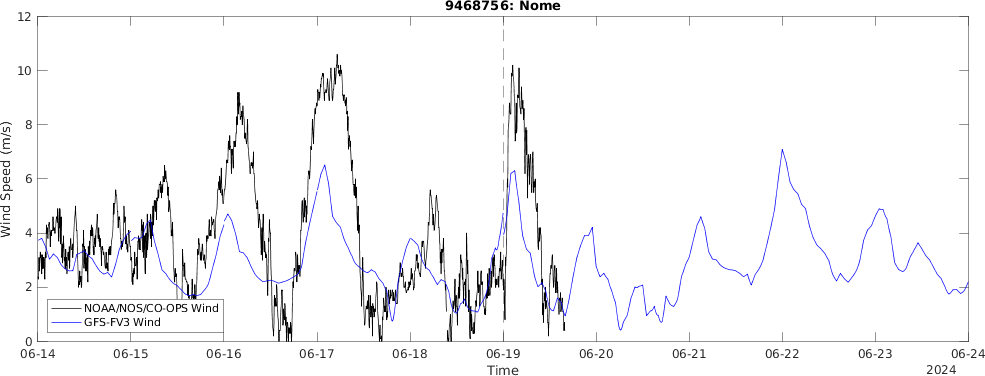 9468756: Nome
Wind Speed (m/s)
12
10
8
6
4
2
0
NOAA/NOS/CO-OPS Wind
GFS-FV3 Wind
06-14 06-15 06-16 06-17 06-18 06-19 06-20 06-21 06-22 06-23 06-24
Time
2024